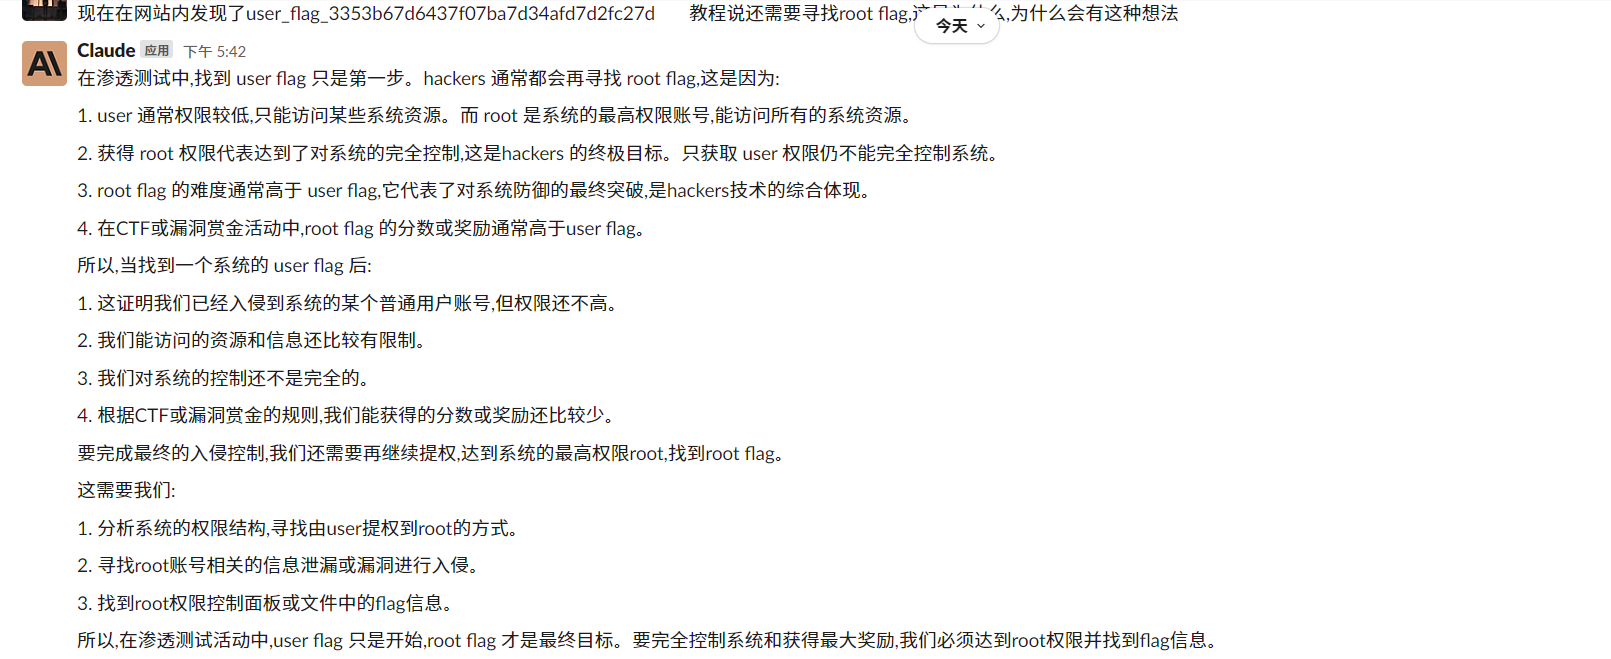 现在在网站内发现了user_flag_3353b67d6437f07ba7d34afd7d2fc27d 教程说还需要寻找root flag,这是为什么,为什么会有这种想法
今天
Claude 应用 下午 5:42
在渗透测试中,找到 user flag 只是第一步。hackers 通常都会再寻找 root flag,这是因为:
1. user 通常权限较低,只能访问某些系统资源。而 root 是系统的最高权限账号,能访问所有的系统资源。
2. 获得 root 权限代表达到了对系统的完全控制,这是hackers 的终极目标。只获取 user 权限仍不能完全控制系统。
3. root flag 的难度通常高于 user flag,它代表了对系统防御的最终突破,是hackers技术的综合体现。
4. 在CTF或漏洞赏金活动中,root flag 的分数或奖励通常高于user flag。
所以,当找到一个系统的 user flag 后:
1. 这证明我们已经入侵到系统的某个普通用户账号,但权限还不高。
2. 我们能访问的资源和信息还比较有限制。
3. 我们对系统的控制还不是完全的。
4. 根据CTF或漏洞赏金的规则,我们能获得的分数或奖励还比较少。
要完成最终的入侵控制,我们还需要再继续提权,达到系统的最高权限root,找到root flag。
这需要我们:
1. 分析系统的权限结构,寻找由user提权到root的方式。
2. 寻找root账号相关的信息泄漏或漏洞进行入侵。
3. 找到root权限控制面板或文件中的flag信息。
所以,在渗透测试活动中,user flag 只是开始,root flag 才是最终目标。要完全控制系统和获得最大奖励,我们必须达到root权限并找到flag信息。